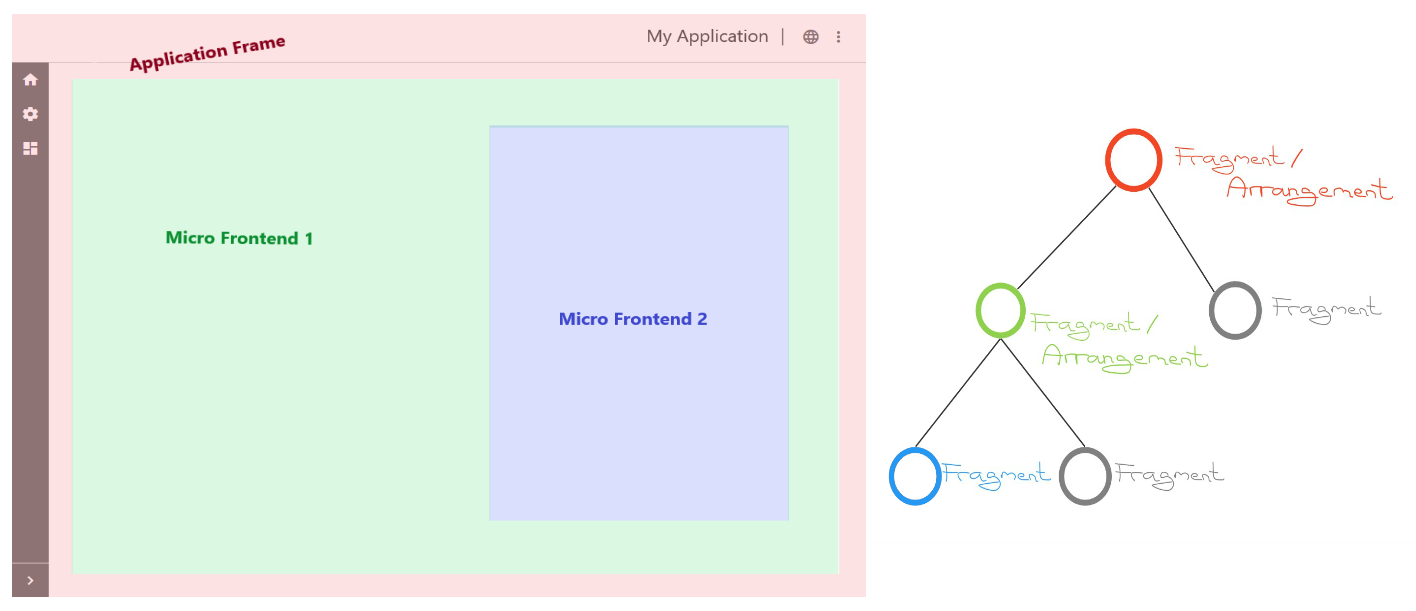 My Application |
Application Frame
Micro Frontend 1
Micro Frontend 2
Fragment /
Arrangement
Fragment
Fragment /
Arrangement
Fragment
Fragment